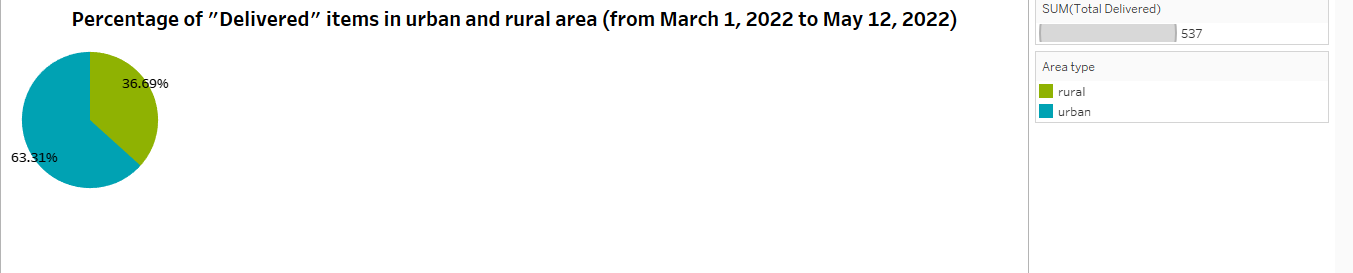 Percentage of ”Delivered” items in urban and rural area (from March 1, 2022 to May 12, 2022)
36.69%
63.31%
SUM(Total Delivered)
537
Area type
rural
urban